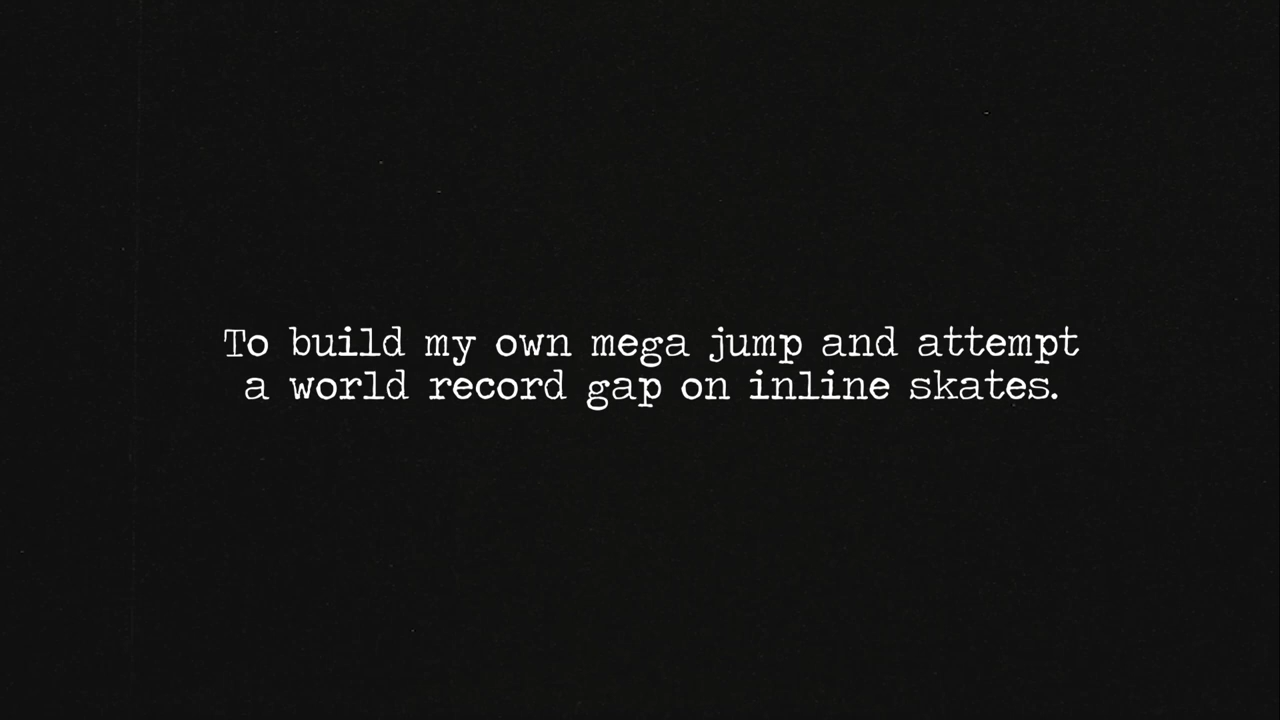 To build my own mega jump and attempt
a world record gap on inline skates.